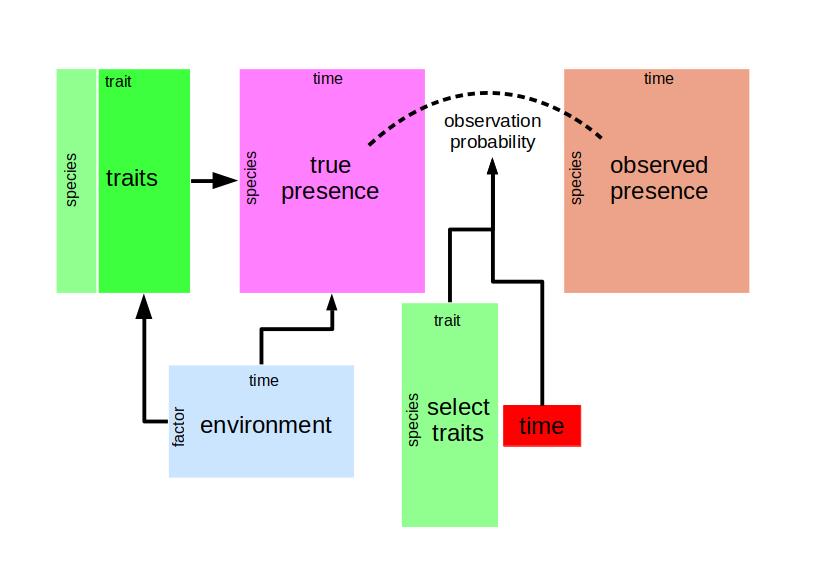 trait
species
traits
time
species
true
presence
observation
probability
time
species
observed
presence
time
factor
environment
trait
species
select
traits
time